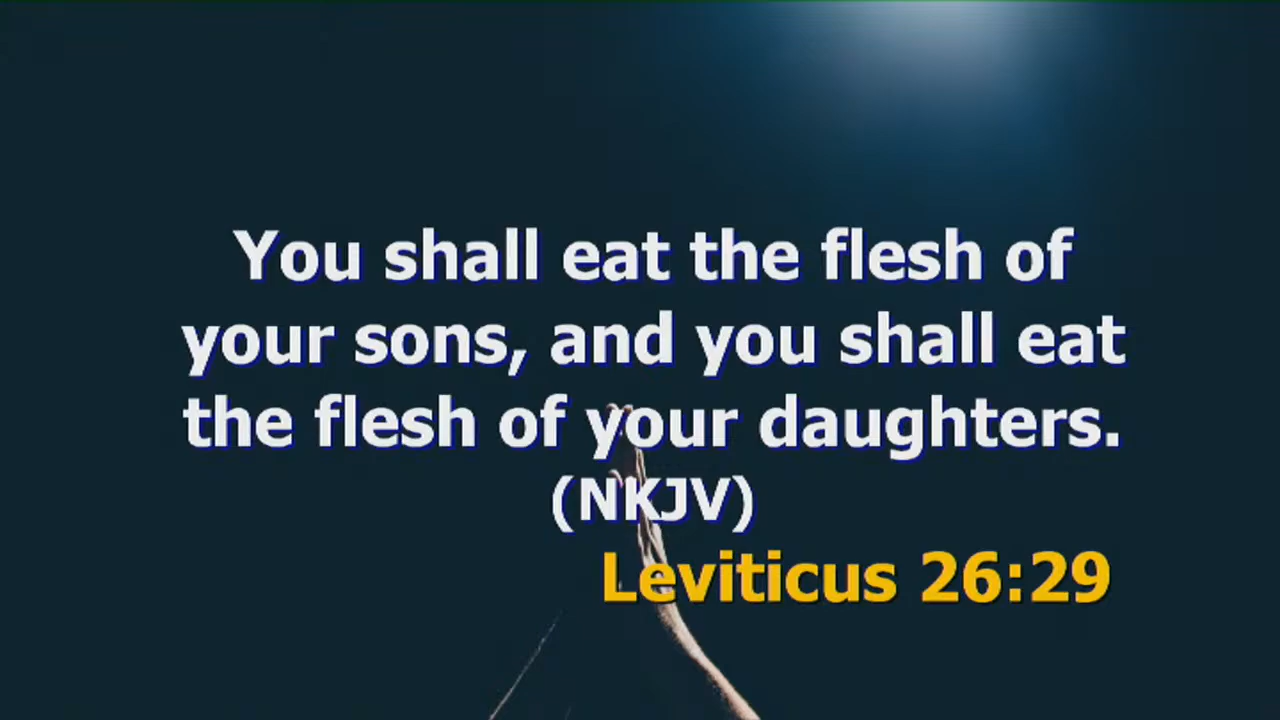 You shall eat the flesh of
your sons, and you shall eat
the flesh of your daughters.
(NKJV)
Leviticus 26:29